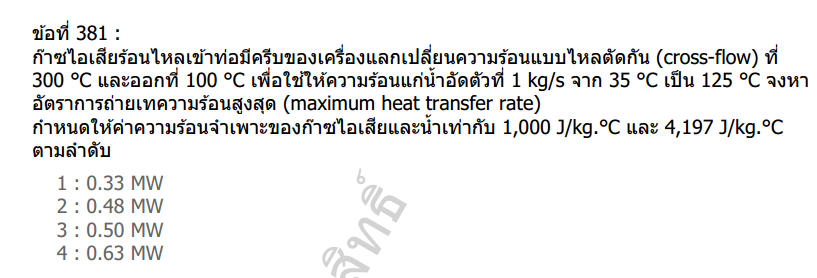 ข้อที่ 381 :
ก๊าซไอเสียร้อนไหลเข้าท่อมีครีบของเครื่องแลกเปลี่ยนความร้อนแบบไหลตัดกัน (cross-flow) ที่
300 °C และออกที่ 100 °C เพื่อใช้ให้ความร้อนแก่น้ำอัดตัวที่ 1 kg/s จาก 35 °C เป็น 125 °C จงหา
อัตราการถ่ายเทความร้อนสูงสุด (maximum heat transfer rate)
กำหนดให้ค่าความร้อนจำเพาะของก๊าซไอเสียและน้ำเท่ากับ 1,000 J/kg.°C และ 4,197 J/kg.°C
ตามลำดับ
1 : 0.33 MW
2 : 0.48 MW
3 : 0.50 MW
4 : 0.63 MW
สิทธิ์